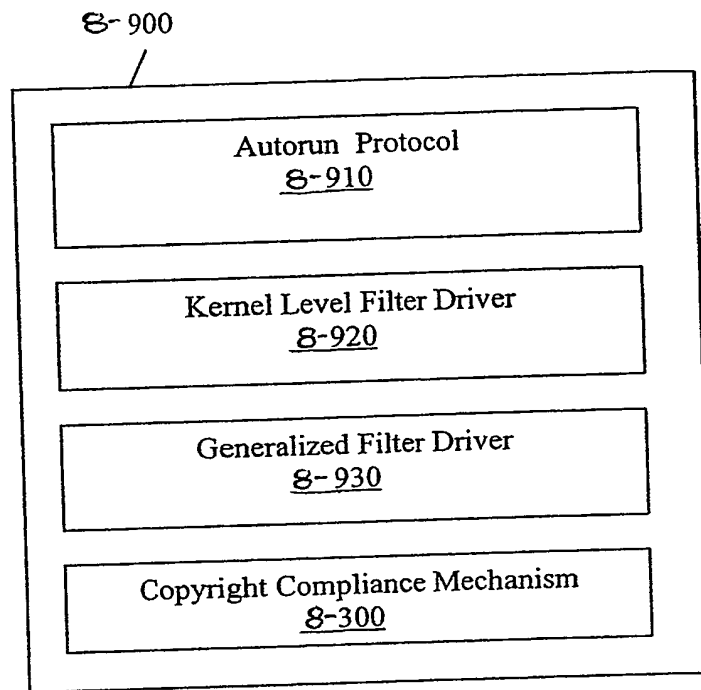 8-900
Autorun Protocol
8-910
Kernel Level Filter Driver
8-920
Generalized Filter Driver
8-930
Copyright Compliance Mechanism
8-300